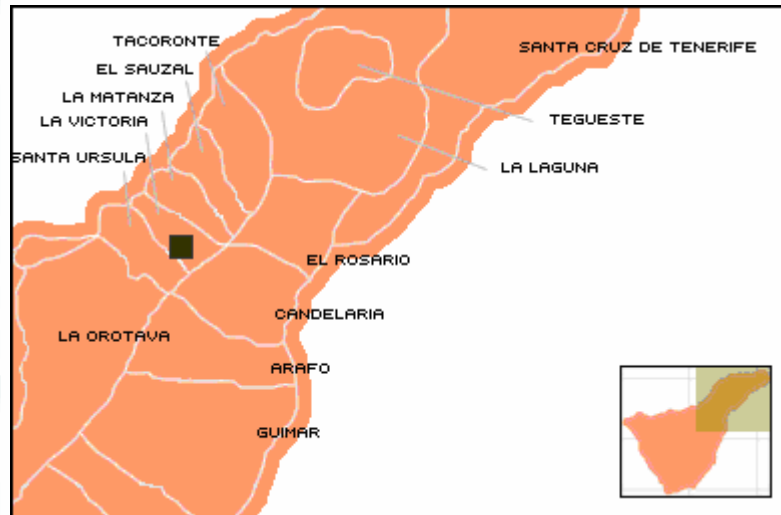 TACORONTE
SANTA CRUZ DE TENERIFE
EL SAUZAL
LA MATANZA
TEGUESTE
LA VICTORIA
SANTA URSULA
LA LAGUNA
EL ROSARIO
CANDELARIA
LA OROTAVA
ARAFO
GUIMAR